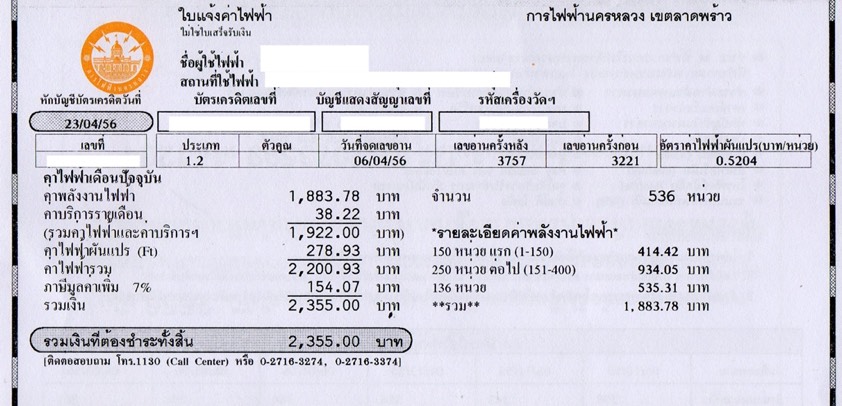 ใบแจ้งค่าไฟฟ้า การไฟฟ้านครหลวง เขตลาดพร้าว
ไม่ใช่ใบเสร็จรับเงิน
ชื่อผู้ใช้ไฟฟ้า
สถานที่ใช้ไฟฟ้า
หักบัญชีบัตรเครดิตวันที่ บัตรเครดิตเลขที่ บัญชีแสดงสัญญาเลขที่ รหัสเครื่องวัดฯ
23/04/56
เลขที่ ประเภท ตัวคูณ วันที่จดเลขอ่าน เลขอ่านครั้งหลัง เลขอ่านครั้งก่อน อัตราค่าไฟฟ้าผันแปร(บาท/หน่วย)
1.2 06/04/56 3757 3221 0.5204
ค่าไฟฟ้าเดือนปัจจุบัน
ค่าพลังงานไฟฟ้า 1,883.78 บาท จำนวน 536 หน่วย
ค่าบริการรายเดือน 38.22 บาท
(รวมค่าไฟฟ้าและค่าบริการฯ 1,922.00 บาท) *รายละเอียดค่าพลังงานไฟฟ้า*
ค่าไฟฟ้าผันแปร (Ft) 278.93 บาท 150 หน่วย แรก (1-150) 414.42 บาท
ค่าไฟฟ้ารวม 2,200.93 บาท 250 หน่วย ต่อไป (151-400) 934.05 บาท
ภาษีมูลค่าเพิ่ม 7% 154.07 บาท 136 หน่วย 535.31 บาท
รวมเงิน 2,355.00 บาท **รวม** 1,883.78 บาท
รวมเงินที่ต้องชำระทั้งสิ้น 2,355.00 บาท
[ติดต่อสอบถาม โทร.1130 (Call Center) หรือ 0-2716-3274, 0-2716-3374]